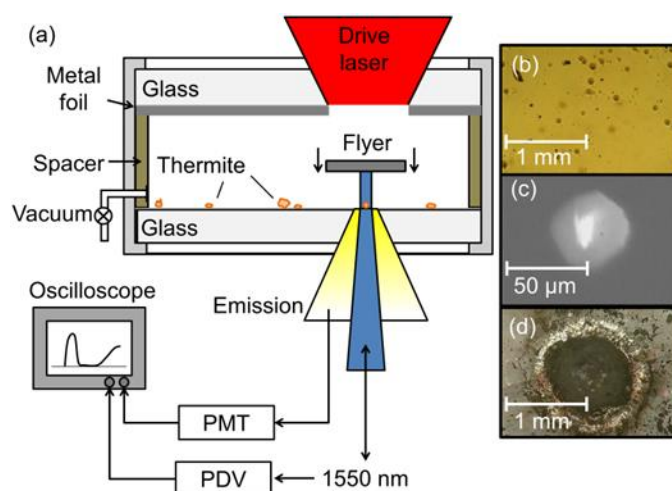 (a)
Drive
laser
Glass
Metal
foil
Flyer
Spacer
Thermite
Vacuum
Glass
Oscilloscope
Emission
PMT
PDV
1550 nm
(b)
1 mm
(c)
50 µm
(d)
1 mm